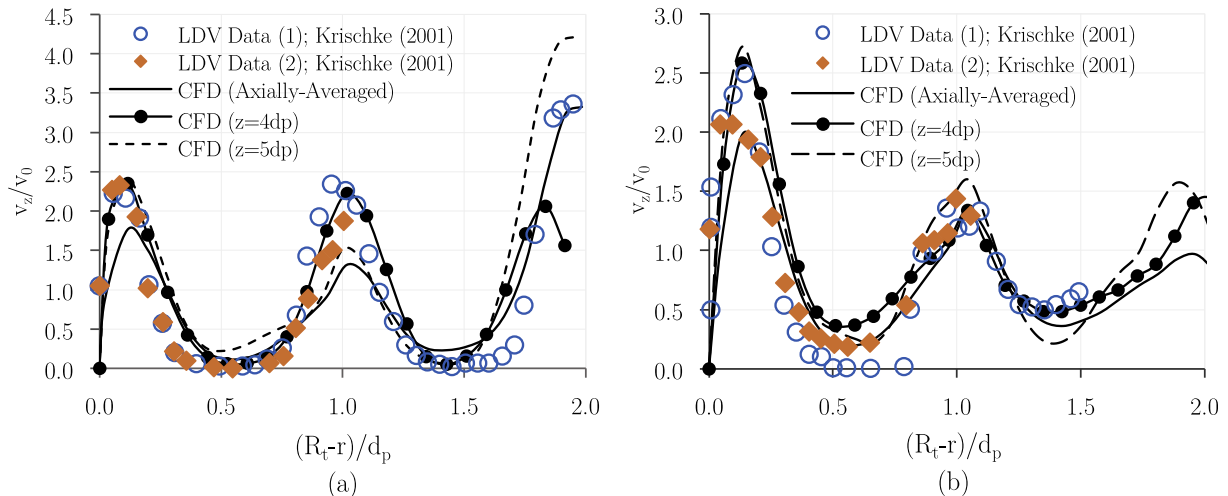 4.5
4.0
3.5
3.0
2.5
2.0
1.5
1.0
0.5
0.0
v_z/v_0
LDV Data (1); Krischke (2001)
LDV Data (2); Krischke (2001)
CFD (Axially-Averaged)
CFD (z=4dp)
CFD (z=5dp)
0.0 0.5 1.0 1.5 2.0
(R_t-r)/d_p
(a)
3.0
2.5
2.0
1.5
1.0
0.5
0.0
v_z/v_0
LDV Data (1); Krischke (2001)
LDV Data (2); Krischke (2001)
CFD (Axially-Averaged)
CFD (z=4dp)
CFD (z=5dp)
0.0 0.5 1.0 1.5 2.0
(R_t-r)/d_p
(b)